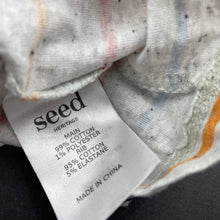 seed
HERITAGE
MAIN
99% COTTON
1% POLYESTER
RIB
95% COTTON
5% ELASTANE
MADE IN CHINA